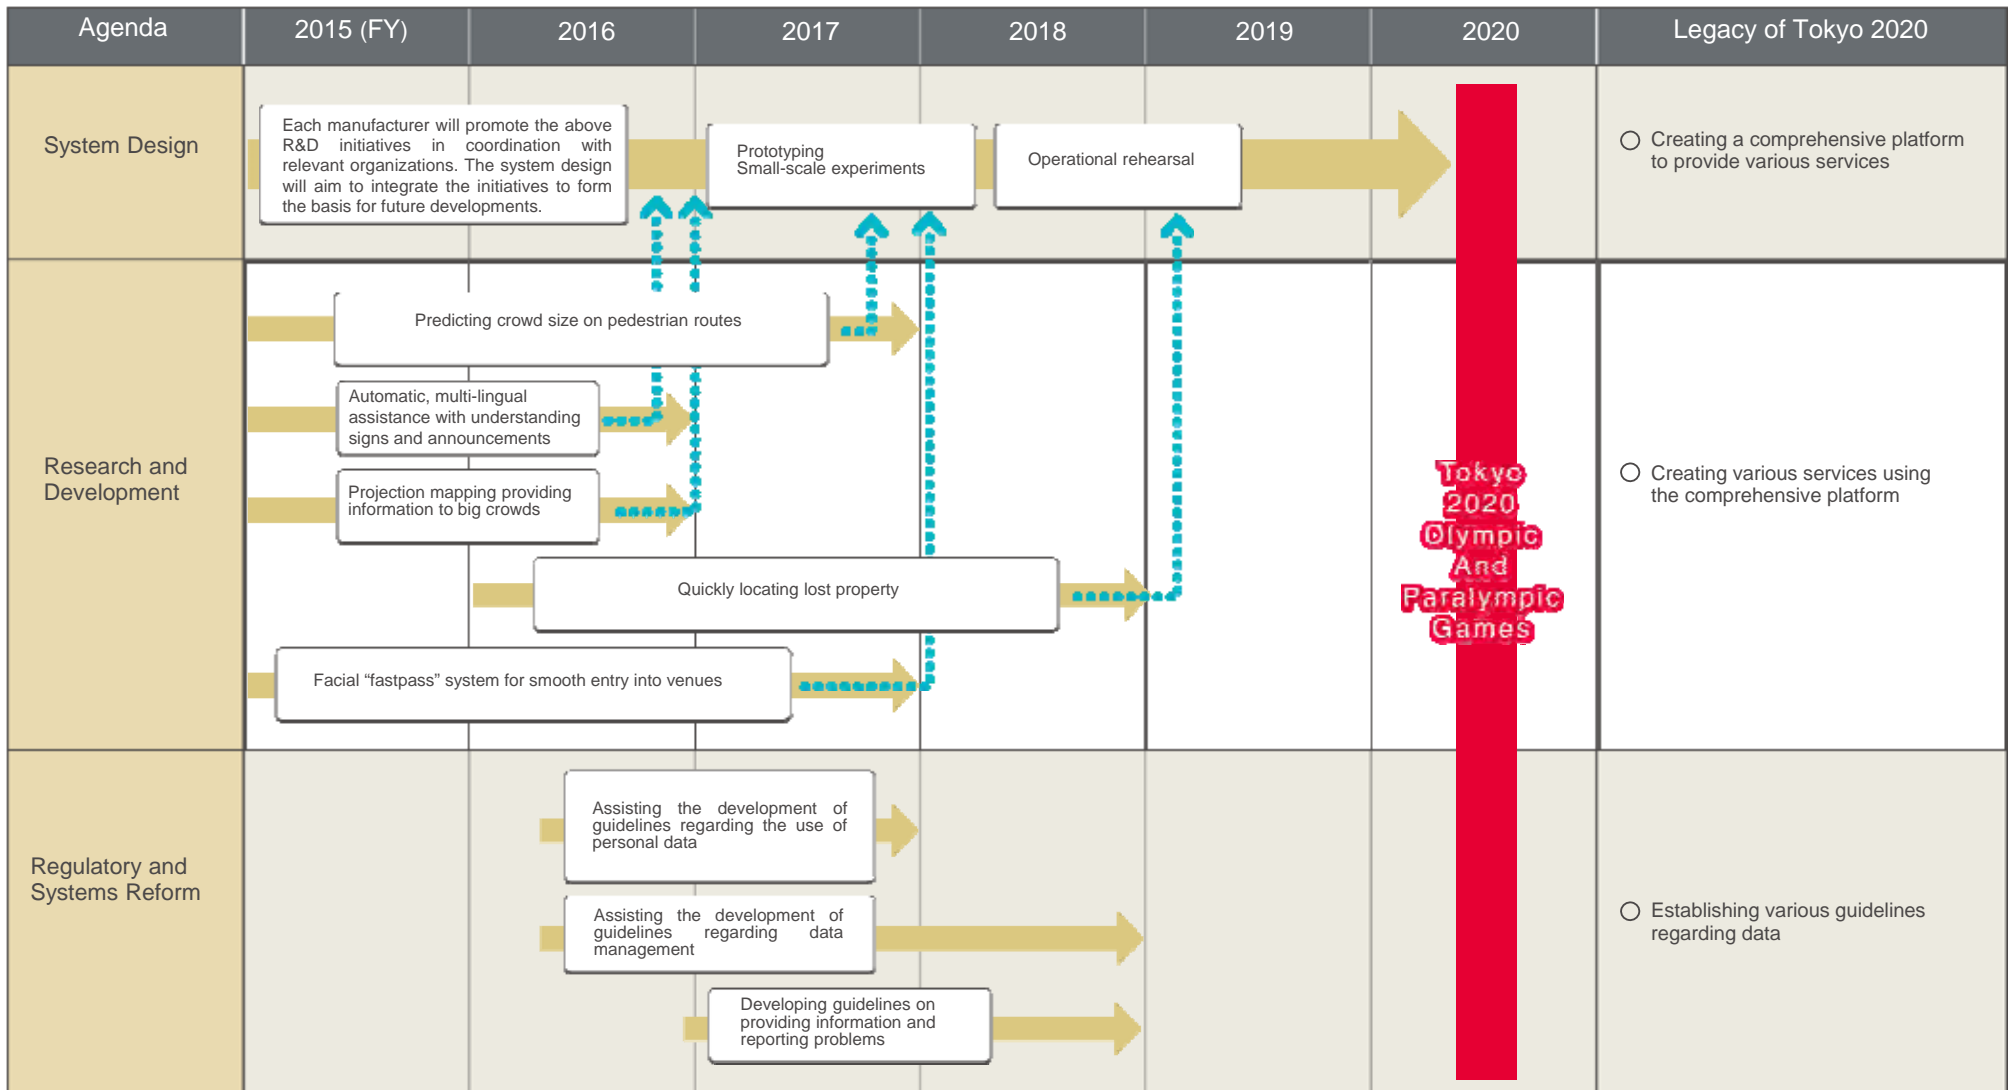 Agenda
2015 (FY)
2016
2017
2018
2019
2020
Legacy of Tokyo 2020
System Design
Each manufacturer will promote the above
R&D initiatives in coordination with
relevant organizations. The system design
will aim to integrate the initiatives to form
the basis for future developments.
Prototyping
Small-scale experiments
Operational rehearsal
Creating a comprehensive platform
to provide various services
Research and
Development
Predicting crowd size on pedestrian routes
Automatic, multi-lingual
assistance with understanding
signs and announcements
Projection mapping providing
information to big crowds
Quickly locating lost property
Facial “fastpass” system for smooth entry into venues
Tokyo
2020
Olympic
And
Paralympic
Games
Creating various services using
the comprehensive platform
Regulatory and
Systems Reform
Assisting the development of
guidelines regarding the use of
personal data
Assisting the development of
guidelines regarding data
management
Developing guidelines on
providing information and
reporting problems
Establishing various guidelines
regarding data